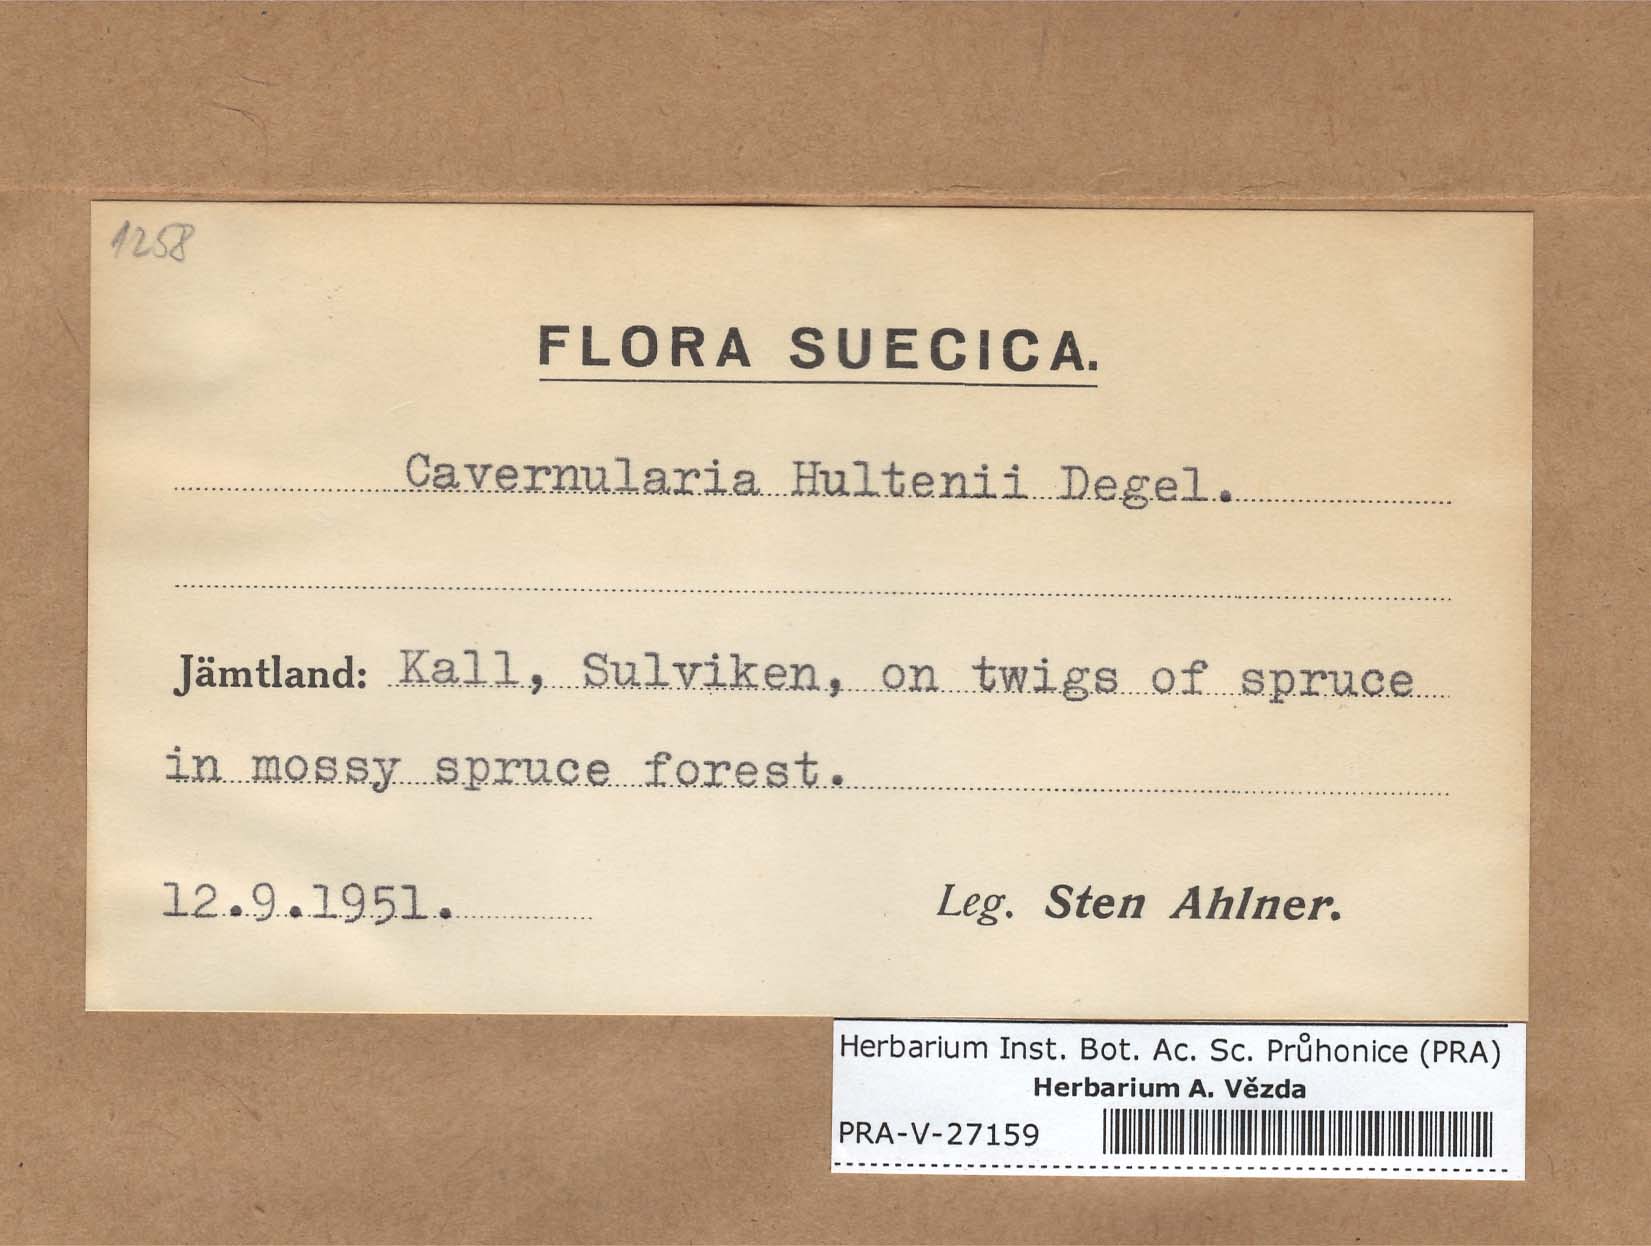 1258
FLORA SUECICA.
Cavernularia Hultenii Degel.
Jämtland: Kall, Sulviken, on twigs of spruce
in mossy spruce forest.
12.9.1951.
Leg. Sten Ahlner.
Herbarium Inst. Bot. Ac. Sc. Průhonice (PRA)
Herbarium A. Vězda
PRA-V-27159